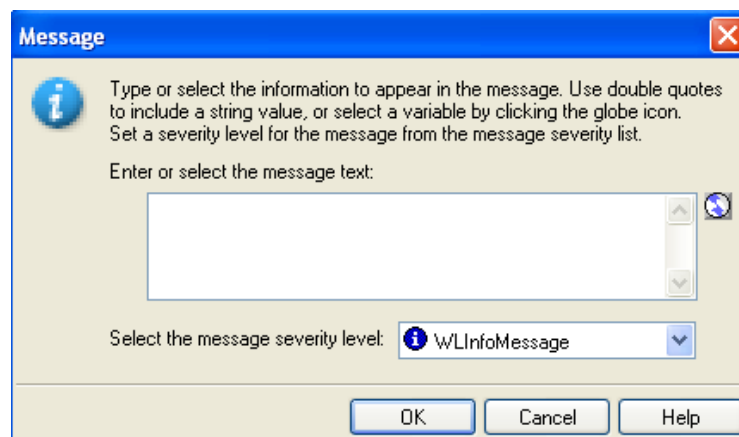 Message
Type or select the information to appear in the message. Use double quotes
to include a string value, or select a variable by clicking the globe icon.
Set a severity level for the message from the message severity list.
Enter or select the message text:
Select the message severity level:  WLInfoMessage
OK Cancel Help